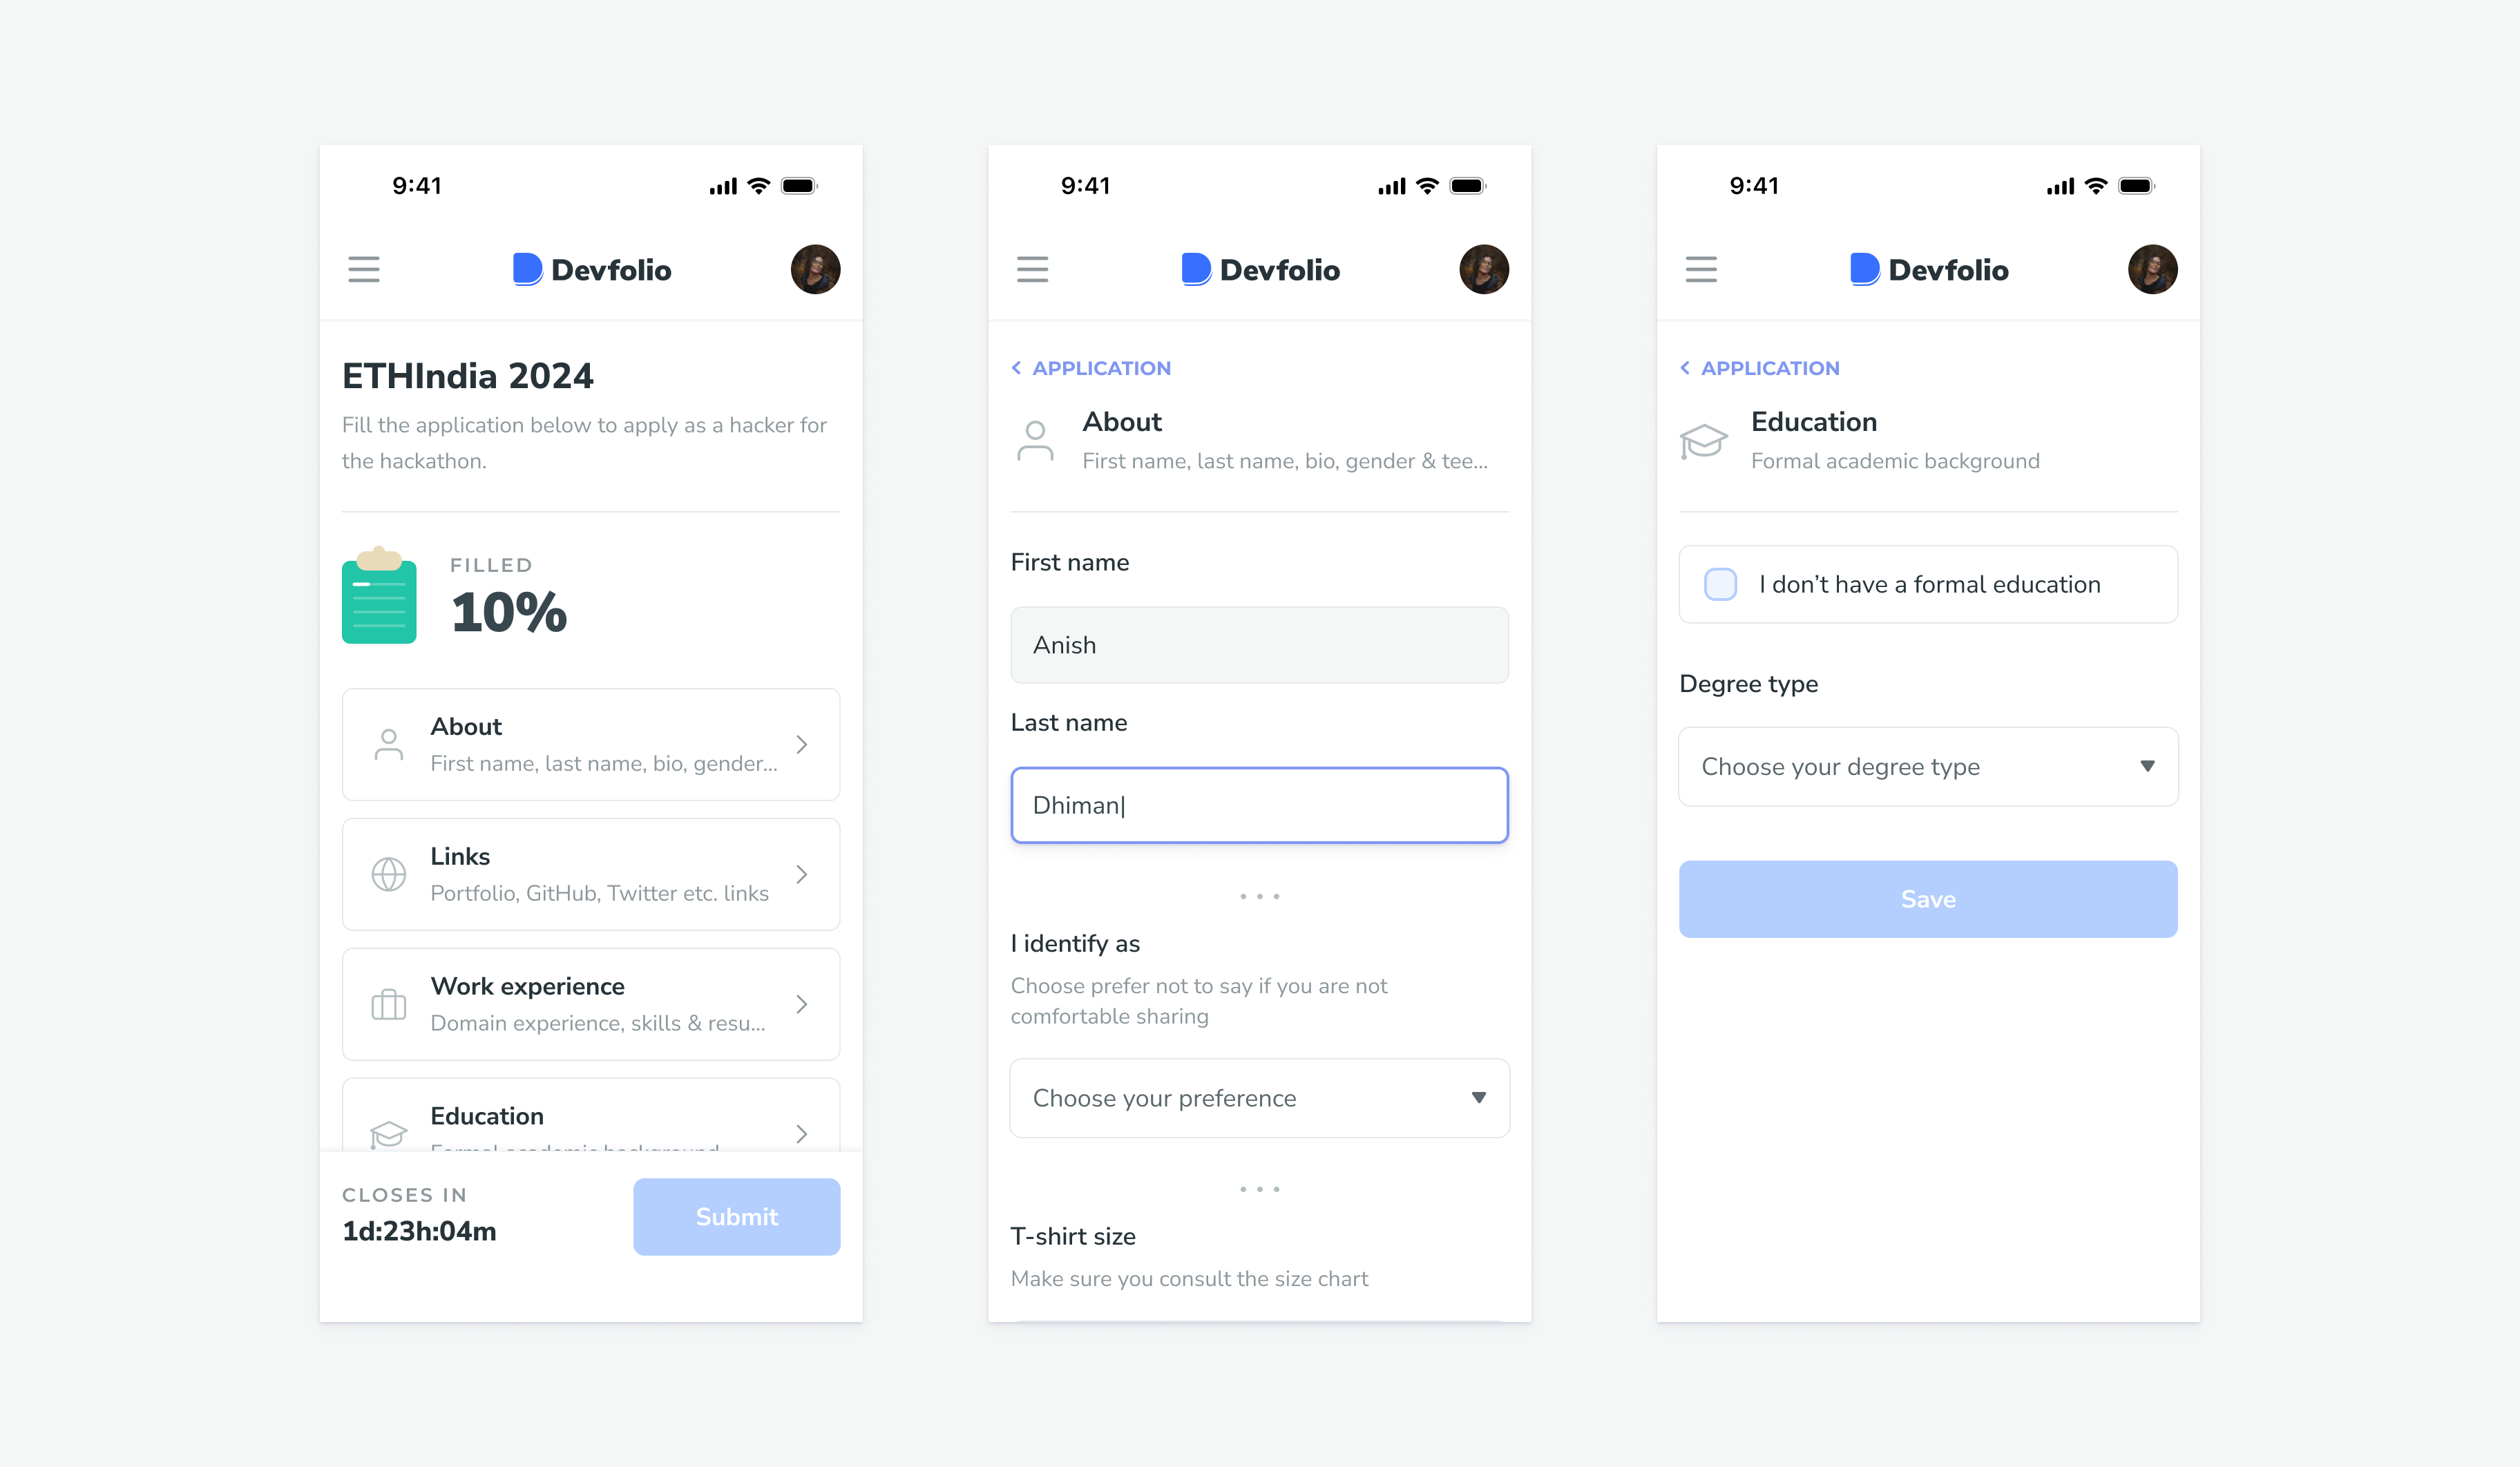 9:41
Devfolio
ETHIndia 2024
Fill the application below to apply as a hacker for
the hackathon.
FILLED
10%
About
First name, last name, bio, gender...
Links
Portfolio, GitHub, Twitter etc. links
Work experience
Domain experience, skills & resu...
Education
Formal academic background
CLOSES IN
1d:23h:04m
Submit
9:41
Devfolio
APPLICATION
About
First name, last name, bio, gender & tee...
First name
Anish
Last name
Dhiman
I identify as
Choose prefer not to say if you are not
comfortable sharing
Choose your preference
T-shirt size
Make sure you consult the size chart
9:41
Devfolio
APPLICATION
Education
Formal academic background
I don’t have a formal education
Degree type
Choose your degree type
Save